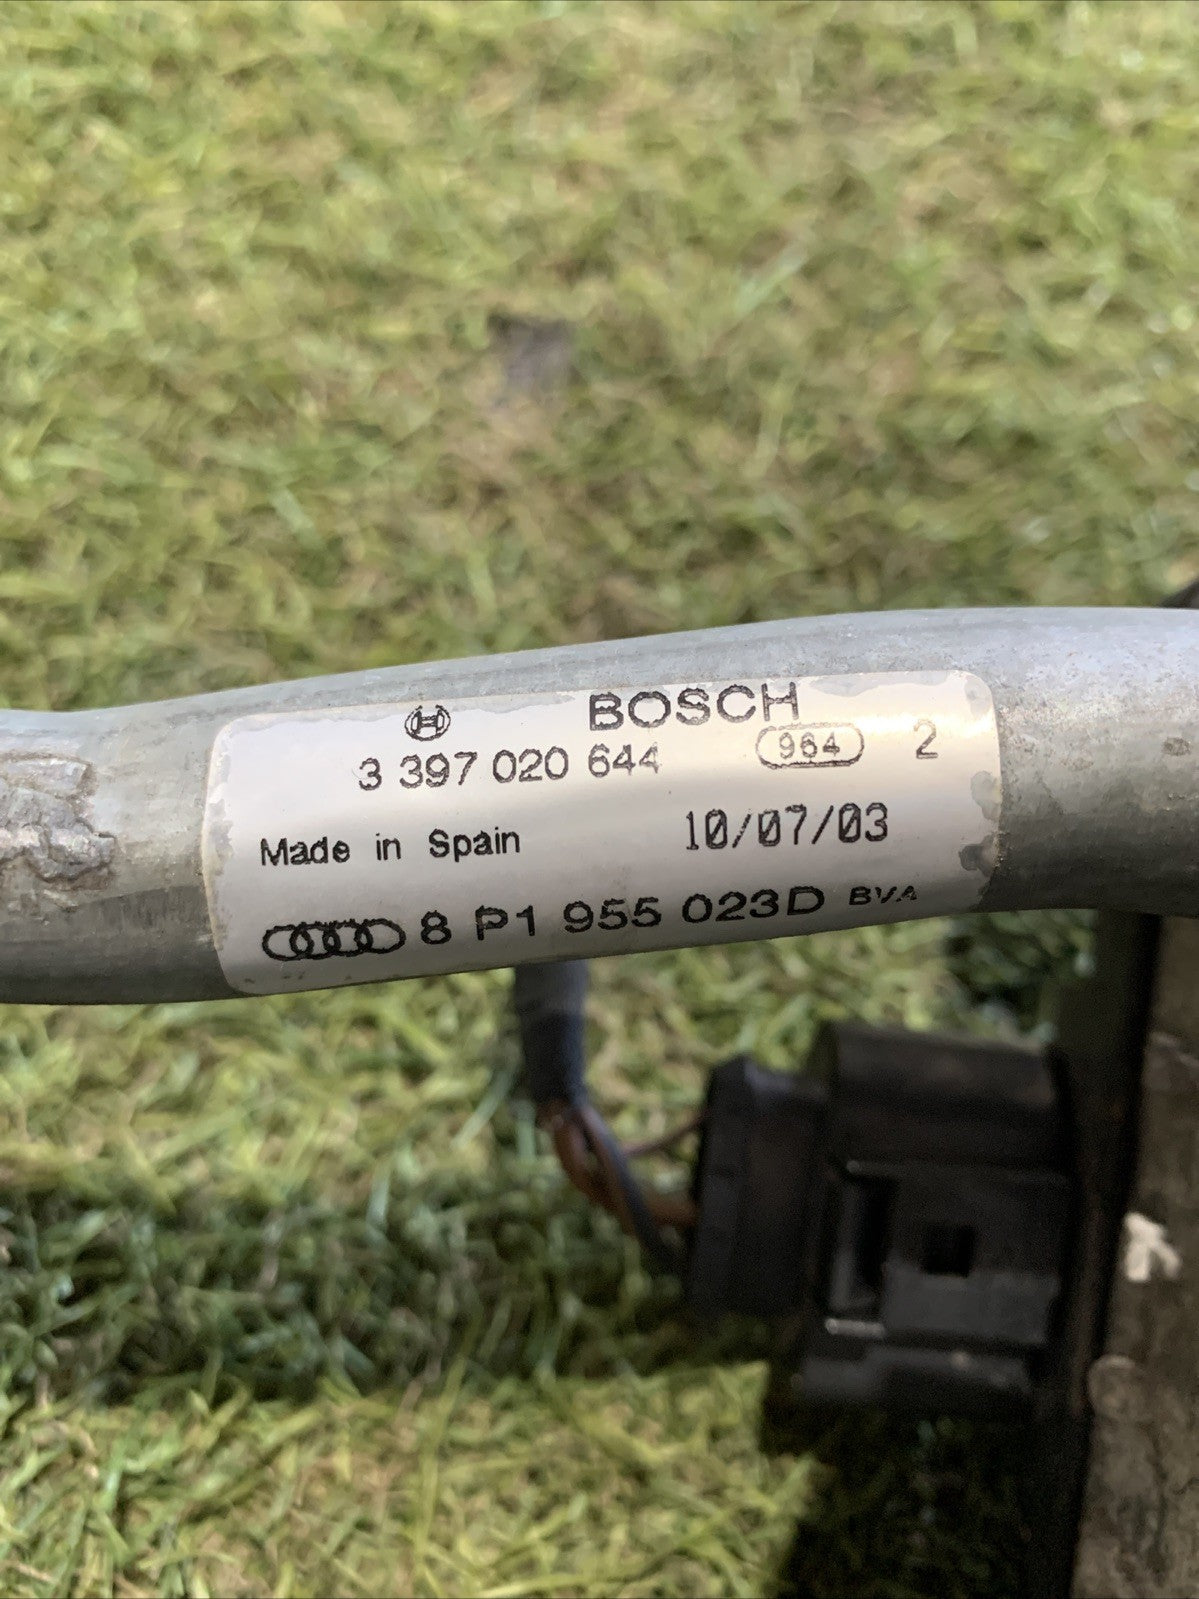 BOSCH
3 397 020 644 964 2
Made in Spain 10/07/03
8 P1 955 023D BVA